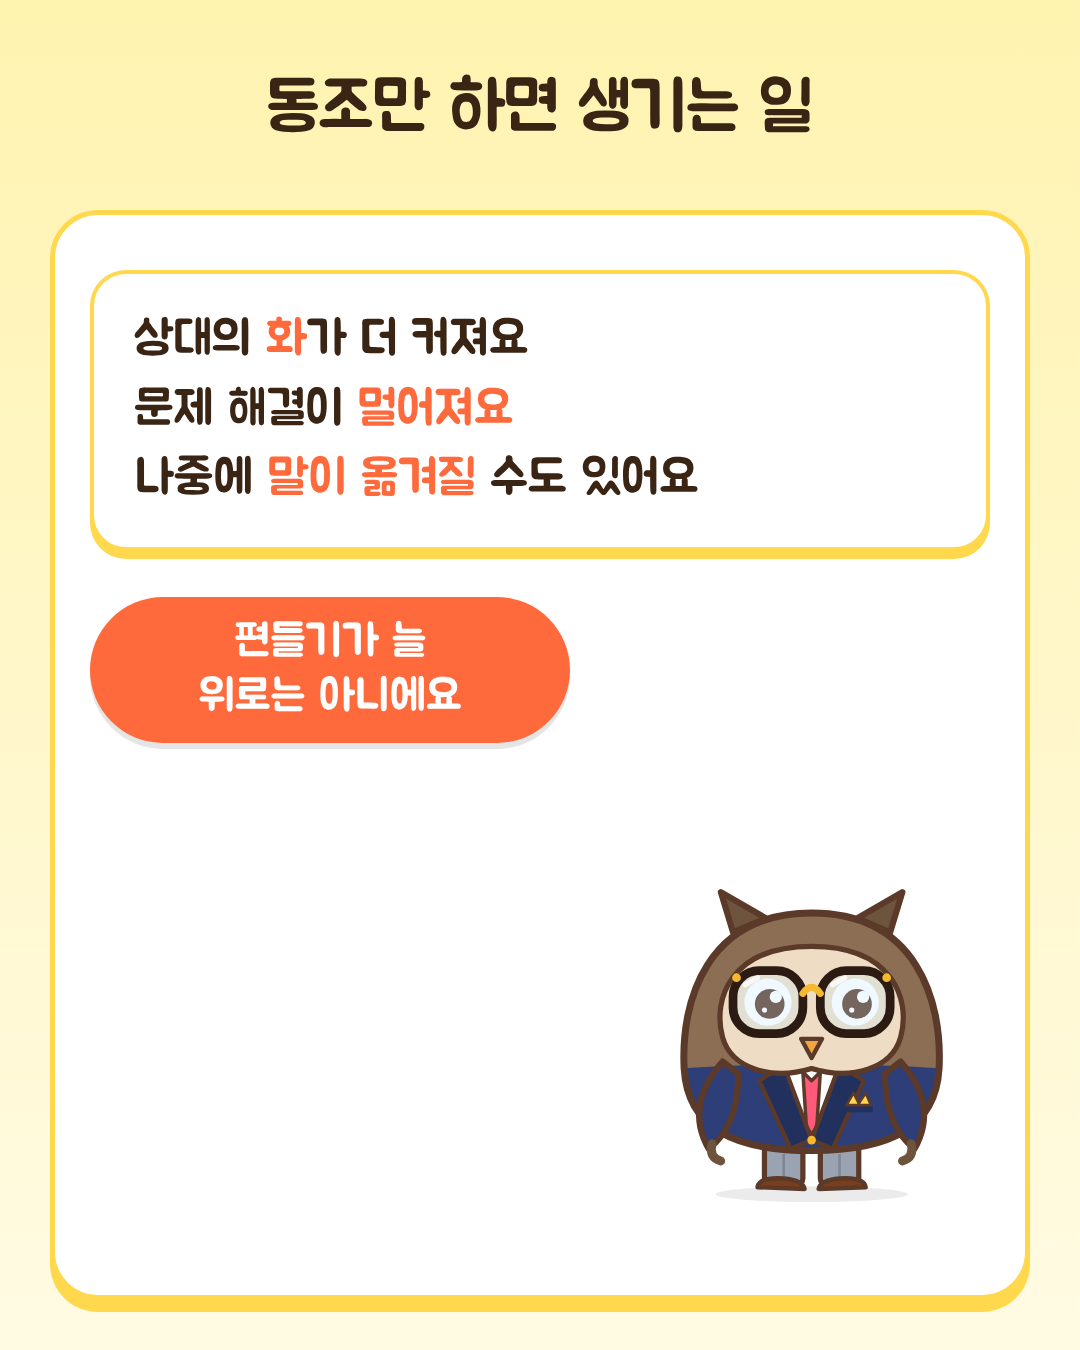 동조만 하면 생기는 일
상대의 화가 더 커져요
문제 해결이 멀어져요
나중에 말이 옮겨질 수도 있어요
편들기가 늘
위로는 아니에요